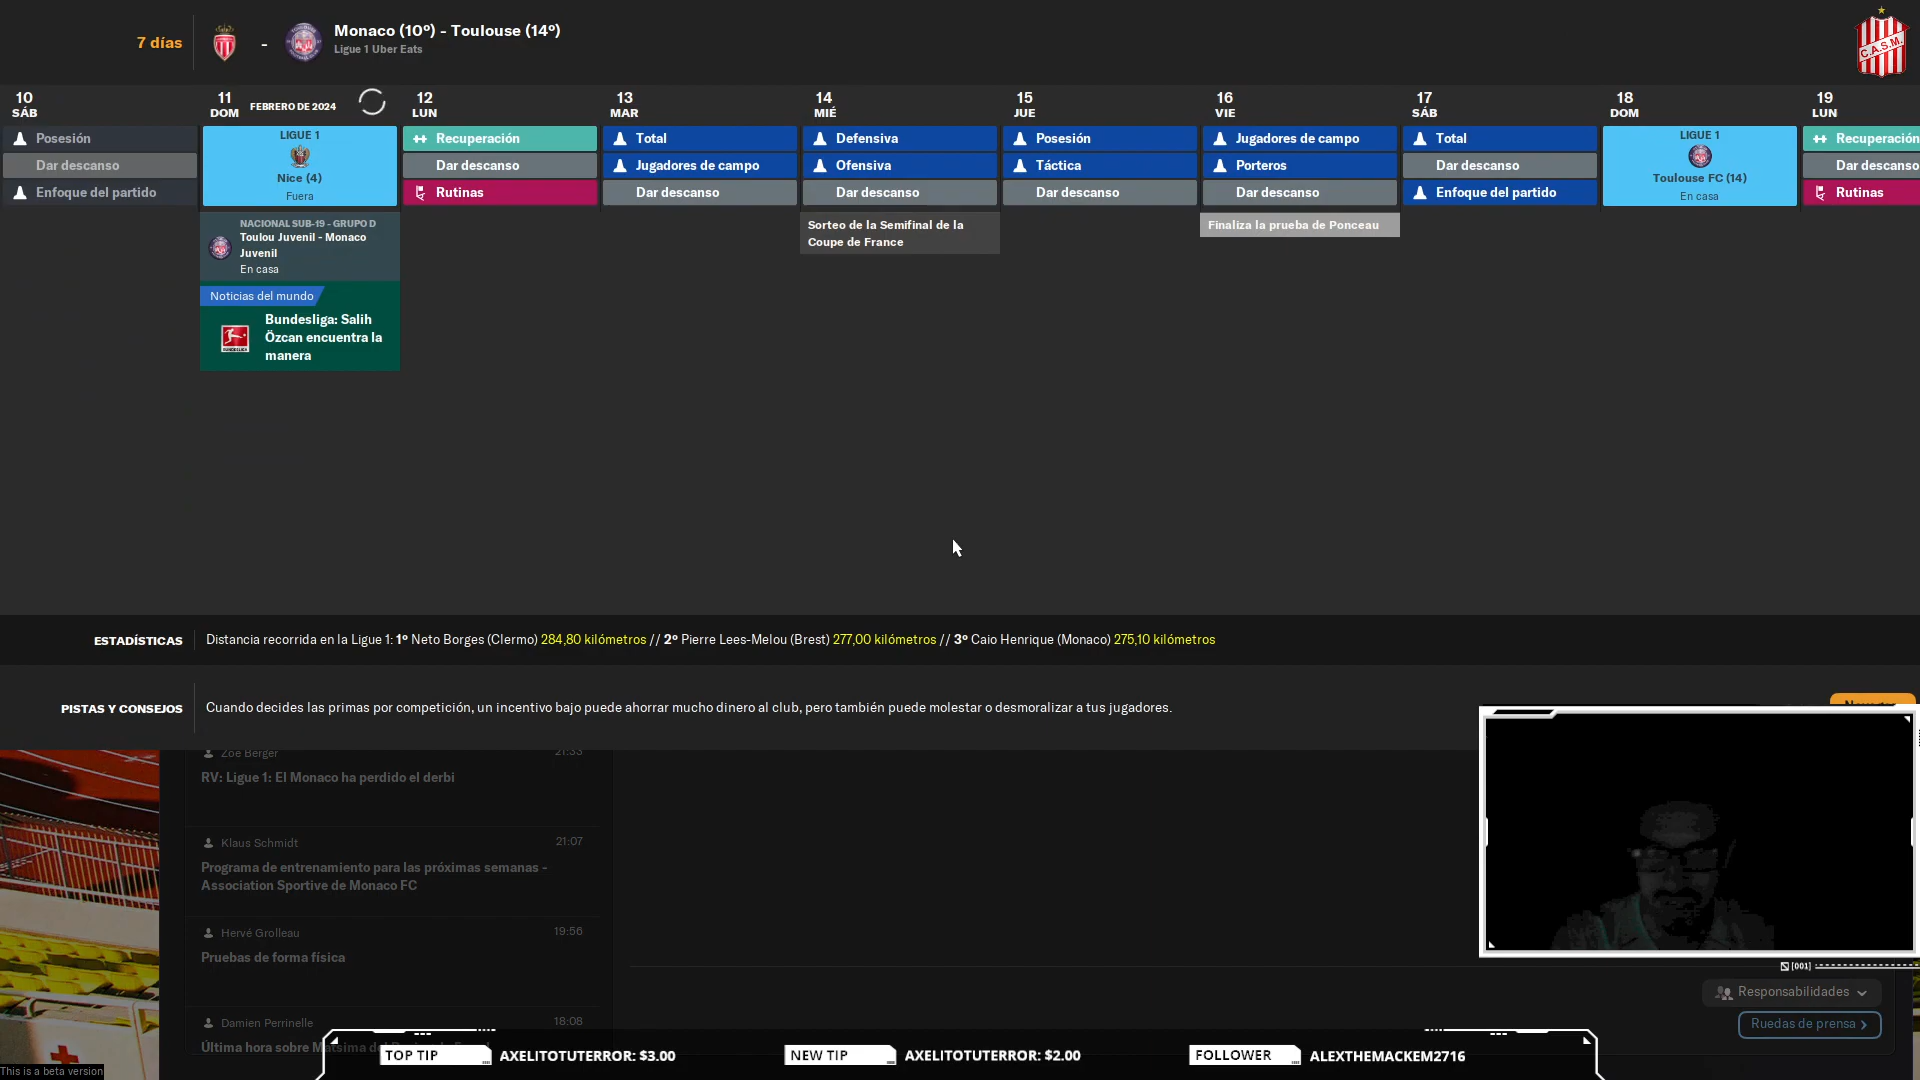 7 días
-
Monaco (10º) - Toulouse (14º)
Ligue 1 Uber Eats
C.A.S.M.
10
SÁB
11
DOM
FEBRERO DE 2024
12
LUN
13
MAR
14
MIÉ
15
JUE
16
VIE
17
SÁB
18
DOM
19
LUN
Posesión
Dar descanso
Enfoque del partido
LIGUE 1
Nice (4)
Fuera
NACIONAL SUB-19 - GRUPO D
Toulou Juvenil - Monaco
Juvenil
En casa
Noticias del mundo
Bundesliga: Salih
Özcan encuentra la
manera
Recuperación
Dar descanso
Rutinas
Total
Jugadores de campo
Dar descanso
Defensiva
Ofensiva
Dar descanso
Sorteo de la Semifinal de la
Coupe de France
Posesión
Táctica
Dar descanso
Jugadores de campo
Porteros
Dar descanso
Finaliza la prueba de Ponceau
Total
Dar descanso
Enfoque del partido
LIGUE 1
Toulouse FC (14)
En casa
Recuperación
Dar descanso
Rutinas
ESTADÍSTICAS
Distancia recorrida en la Ligue 1: 1º Neto Borges (Clermo) 284,80 kilómetros // 2º Pierre Lees-Melou (Brest) 277,00 kilómetros // 3º Caio Henrique (Monaco) 275,10 kilómetros
PISTAS Y CONSEJOS
Cuando decides las primas por competición, un incentivo bajo puede ahorrar mucho dinero al club, pero también puede molestar o desmoralizar a tus jugadores.
Zoe Berger
21:33
RV: Ligue 1: El Monaco ha perdido el derbi
Klaus Schmidt
21:07
Programa de entrenamiento para las próximas semanas -
Association Sportive de Monaco FC
Hervé Grolleau
19:56
Pruebas de forma física
Damien Perrinelle
18:08
Última hora sobre Matsima
[001]
Responsabilidades
Ruedas de prensa
TOP TIP
AXELITOTUTERROR: $3.00
NEW TIP
AXELITOTUTERROR: $2.00
FOLLOWER
ALEXTHEMACKEM2716
This is a beta version